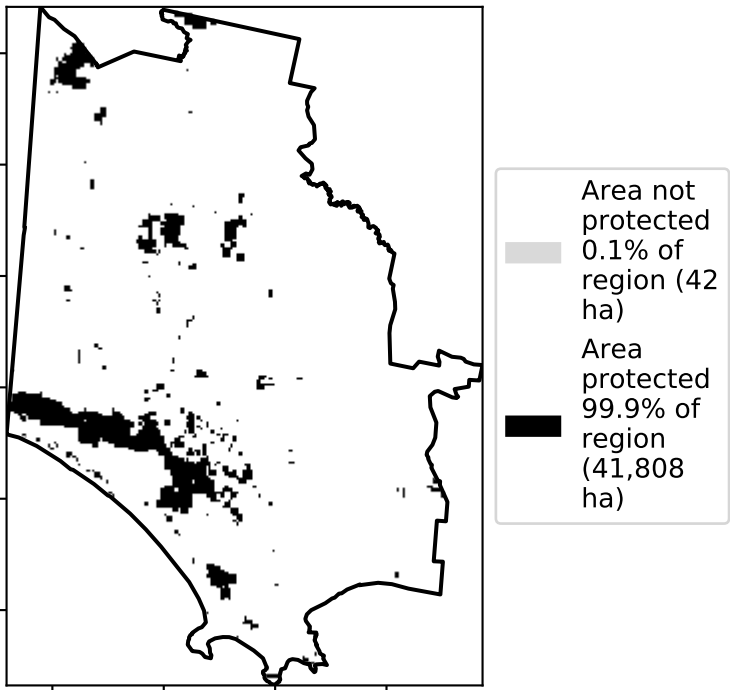 Area not
protected
0.1% of
region (42
ha)
Area
protected
99.9% of
region
(41,808
ha)